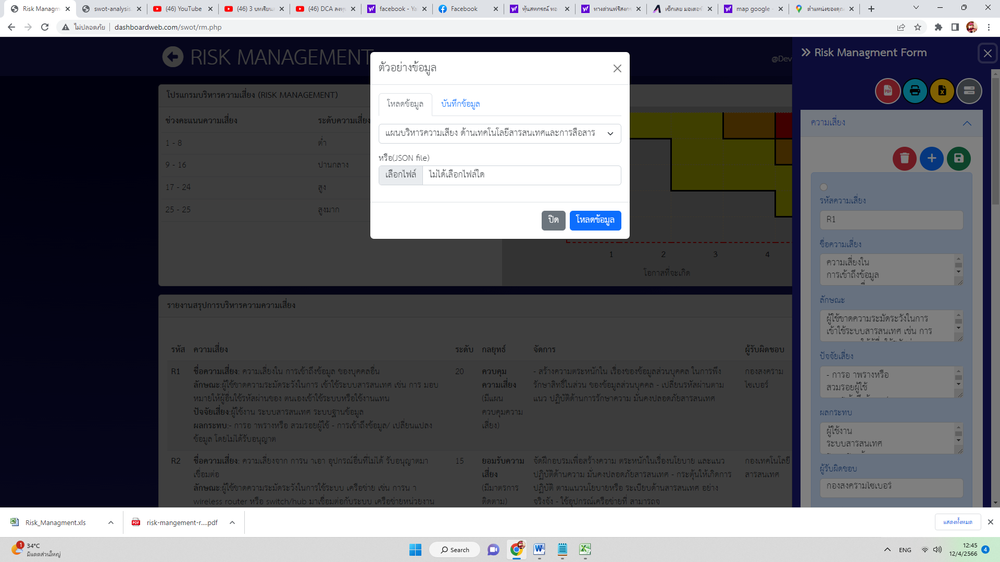 Risk Managm
swot-analysis.
(46) YouTube
(46) 3 บทเรียน
(46) DCA ลงทุ
facebook - Ya
Facebook
หุ้นสหกรณ์ ทอ
ทางด่วนฟรีสงกร
เช็กเลย มอเตอร์
map google -
ตำแหน่งของคุณ
ไม่ปลอดภัย
dashboardweb.com/swot/rm.php
RISK MANAGEMENT
@Dev
Risk Managment Form
ตัวอย่างข้อมูล
โหลดข้อมูล
บันทึกข้อมูล
แผนบริหารความเสี่ยง ด้านเทคโนโลยีสารสนเทศและการสื่อสาร
หรือ(JSON file)
เลือกไฟล์
ไม่ได้เลือกไฟล์ใด
ปิด
โหลดข้อมูล
โปรแกรมบริหารความเสี่ยง (RISK MANAGEMENT)
ช่วงคะแนนความเสี่ยง
ระดับความเสี่ยง
1 - 8
ต่ำ
9 - 16
ปานกลาง
17 - 24
สูง
25 - 25
สูงมาก
1
2
3
4
โอกาสที่จะเกิด
รายงานสรุปการบริหารความความเสี่ยง
รหัส
ความเสี่ยง
ระดับ
กลยุทธ์
จัดการ
ผู้รับผิดชอบ
R1
ชื่อความเสี่ยง: ความเสี่ยงใน การเข้าถึงข้อมูล ของบุคคลอื่น
ลักษณะ:ผู้ใช้ขาดความระมัดระวังในการ เข้าใช้ระบบสารสนเทศ เช่น การ มอบ
หมายให้ผู้อื่นใช้รหัสผ่านของ ตนเองเข้าใช้ระบบหรือใช้งานแทน
ปัจจัยเสี่ยง:ผู้ใช้งาน ระบบสารสนเทศ ระบบฐานข้อมูล
ผลกระทบ:- การอ าพรางหรือ สวมรอยผู้ใช้ - การเข้าถึงข้อมูล/ เปลี่ยนแปลง
ข้อมูล โดยไม่ได้รับอนุญาต
20
ควบคุม
ความเสี่ยง
(มีแผน
ควบคุมความ
เสี่ยง)
- สร้างความตระหนักใน เรื่องของข้อมูลส่วนบุคคล ในการพึง
รักษาสิทธิ์ในส่วน ของข้อมูลส่วนบุคคล - เปลี่ยนรหัสผ่านตาม
แนว ปฏิบัติด้านการรักษาความ มั่นคงปลอดภัยสารสนเทศ
กองสงคราม
ไซเบอร์
R2
ชื่อความเสี่ยง: ความเสี่ยงจาก การน าเอา อุปกรณ์อื่นที่ไม่ได้ รับอนุญาตมา
เชื่อมต่อ
ลักษณะ:ผู้ใช้ขาดความระมัดระวังในการใช้ระบบ เครือข่าย เช่น การน า
wireless router หรือ switch/hub มาเชื่อมต่อกับระบบ เครือข่ายหน่วยงาน
15
ยอมรับความ
เสี่ยง
(มีมาตรการ
ติดตาม)
จัดฝึกอบรมเพื่อสร้างความ ตระหนักในเรื่องนโยบาย และแนว
ปฏิบัติด้านความ มั่นคงปลอดภัยสารสนเทศ - กระตุ้นให้เกิดการ
ปฏิบัติ ตามแนวนโยบายหรือ ระเบียบด้านสารสนเทศ อย่าง
จริงจัง - ใช้อุปกรณ์เครือข่ายที่ สามารถจ
กองเทคโนโลยี
สารสนเทศ
ความเสี่ยง
รหัสความเสี่ยง
R1
ชื่อความเสี่ยง
ความเสี่ยงใน
การเข้าถึงข้อมูล
ลักษณะ
ผู้ใช้ขาดความระมัดระวังในการ
เข้าใช้ระบบสารสนเทศ เช่น การ
ปัจจัยเสี่ยง
- การอ าพรางหรือ
สวมรอยผู้ใช้
ผลกระทบ
ผู้ใช้งาน
ระบบสารสนเทศ
ผู้รับผิดชอบ
กองสงครามไซเบอร์
Risk_Managment.xls
risk-mangement-r....pdf
แสดงทั้งหมด
1
34°C
มีแดดส่วนใหญ่
Search
ENG
12:45
12/4/2566
4